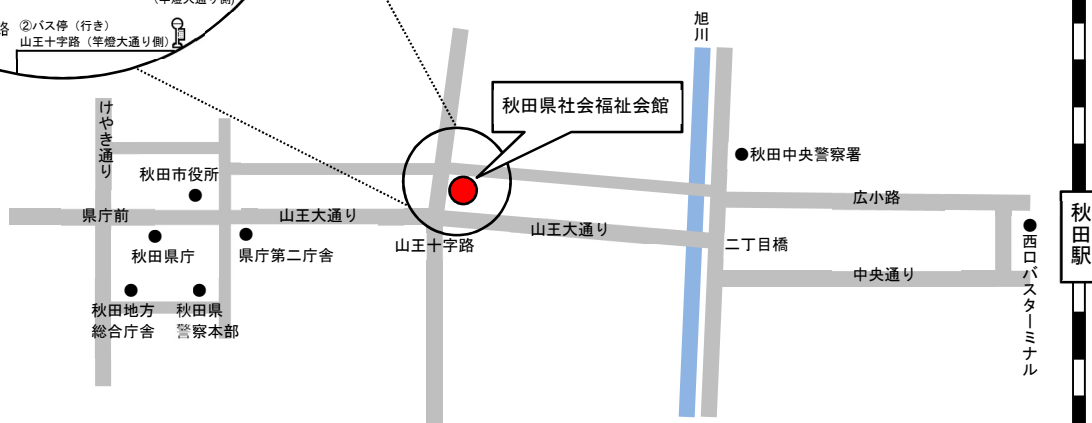 路
②バス停（行き）
山王十字路（竿燈大通り側）
旭川
秋田県社会福祉会館
けやき通り
秋田市役所
秋田中央警察署
広小路
県庁前
山王大通り
秋田駅
秋田県庁
県庁第二庁舎
山王十字路
山王大通り
二丁目橋
西口バスターミナル
中央通り
秋田地方
総合庁舎
秋田県
警察本部